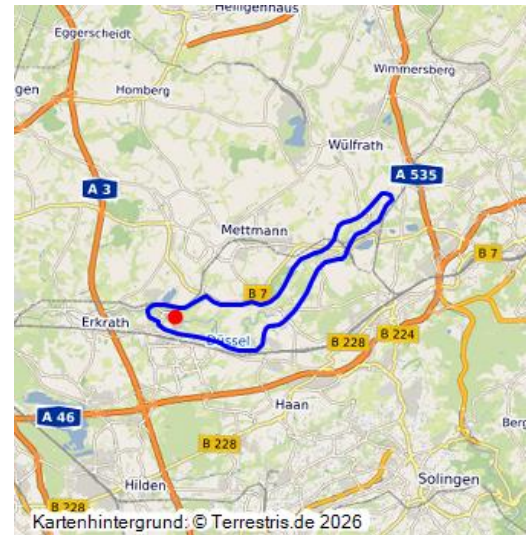 Heiligenhaus
Eggerscheidt
Wimmersberg
gen
Homberg
Wülfrath
A 535
A 3
Mettmann
B 7
B 7
Erkrath
Düssel
B 228
B 224
A 46
Haan
Berg
B 228
Solingen
Hilden
B 228
Kartenhintergrund: © Terrestris.de 2026